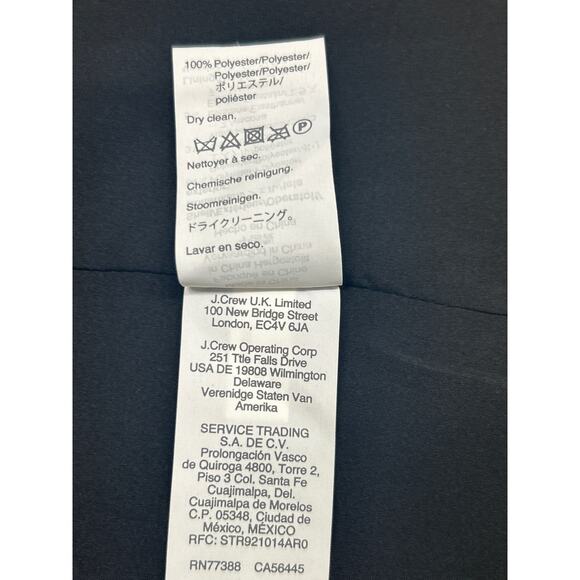 100% Polyester/Polyester/
Polyester/Polyester/
ポリエステル/
poliéster
Dry clean.
P
Nettoyer à sec.
Chemische reinigung.
Stoomreinigen.
ドライクリーニング。
Lavar en seco.
J.Crew U.K. Limited
100 New Bridge Street
London, EC4V 6JA
J.Crew Operating Corp
251 Ttle Falls Drive
USA DE 19808 Wilmington
Delaware
Verenidge Staten Van
Amerika
SERVICE TRADING
S.A. DE C.V.
Prolongación Vasco
de Quiroga 4800, Torre 2,
Piso 3 Col. Santa Fe
Cuajimalpa, Del.
Cuajimalpa de Morelos
C.P. 05348, Ciudad de
México, MÉXICO.
RFC: STR921014AR0
RN77388 CA56445